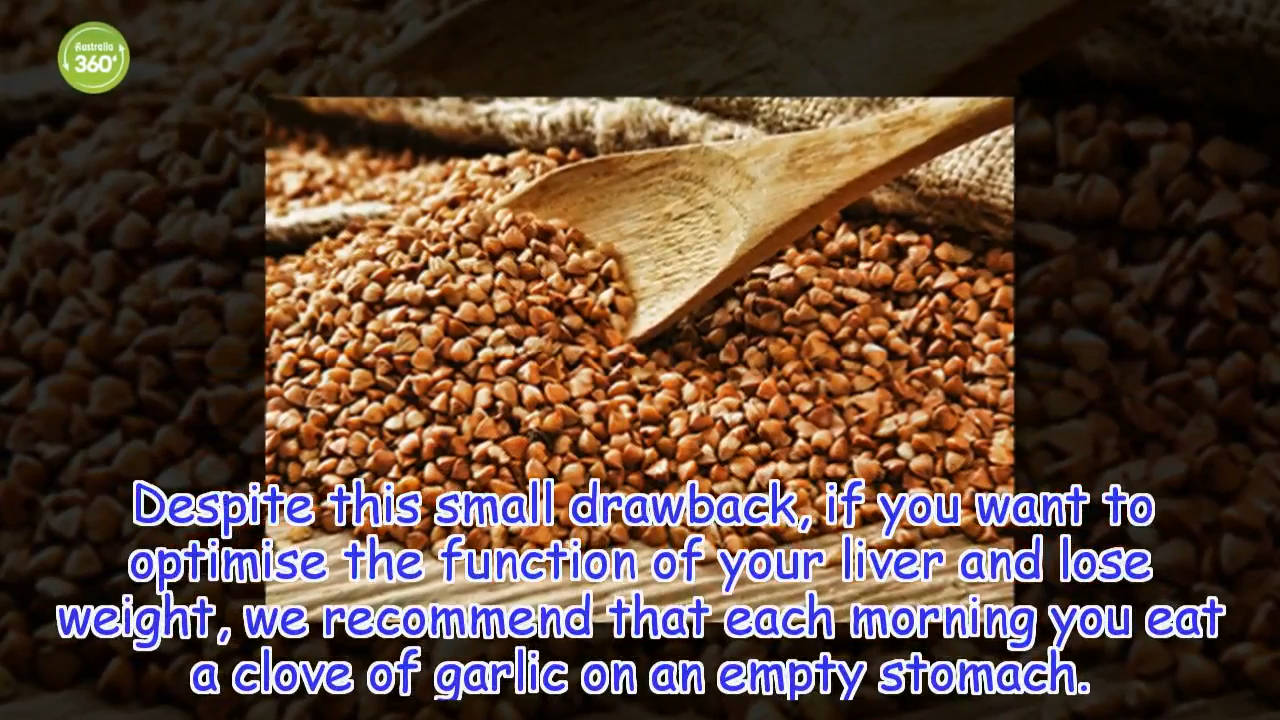 Australia
360°
Despite this small drawback, if you want to
optimise the function of your liver and lose
weight, we recommend that each morning you eat
a clove of garlic on an empty stomach.